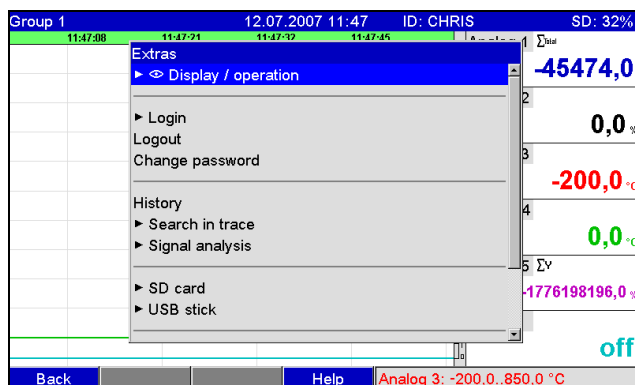 Group 1 12.07.2007 11:47 ID: CHRIS SD: 32%
11:47:08 11:47:21 11:47:32 11:47:45
Extras
Display / operation
Login
Logout
Change password
History
Search in trace
Signal analysis
SD card
USB stick
1 ΣTotal
-45474,0
2
0,0 %
3
-200,0 °C
4
0,0 °C
5 ΣY
-1776198196,0 %
off
Back Help Analog 3: -200.0..850.0 °C